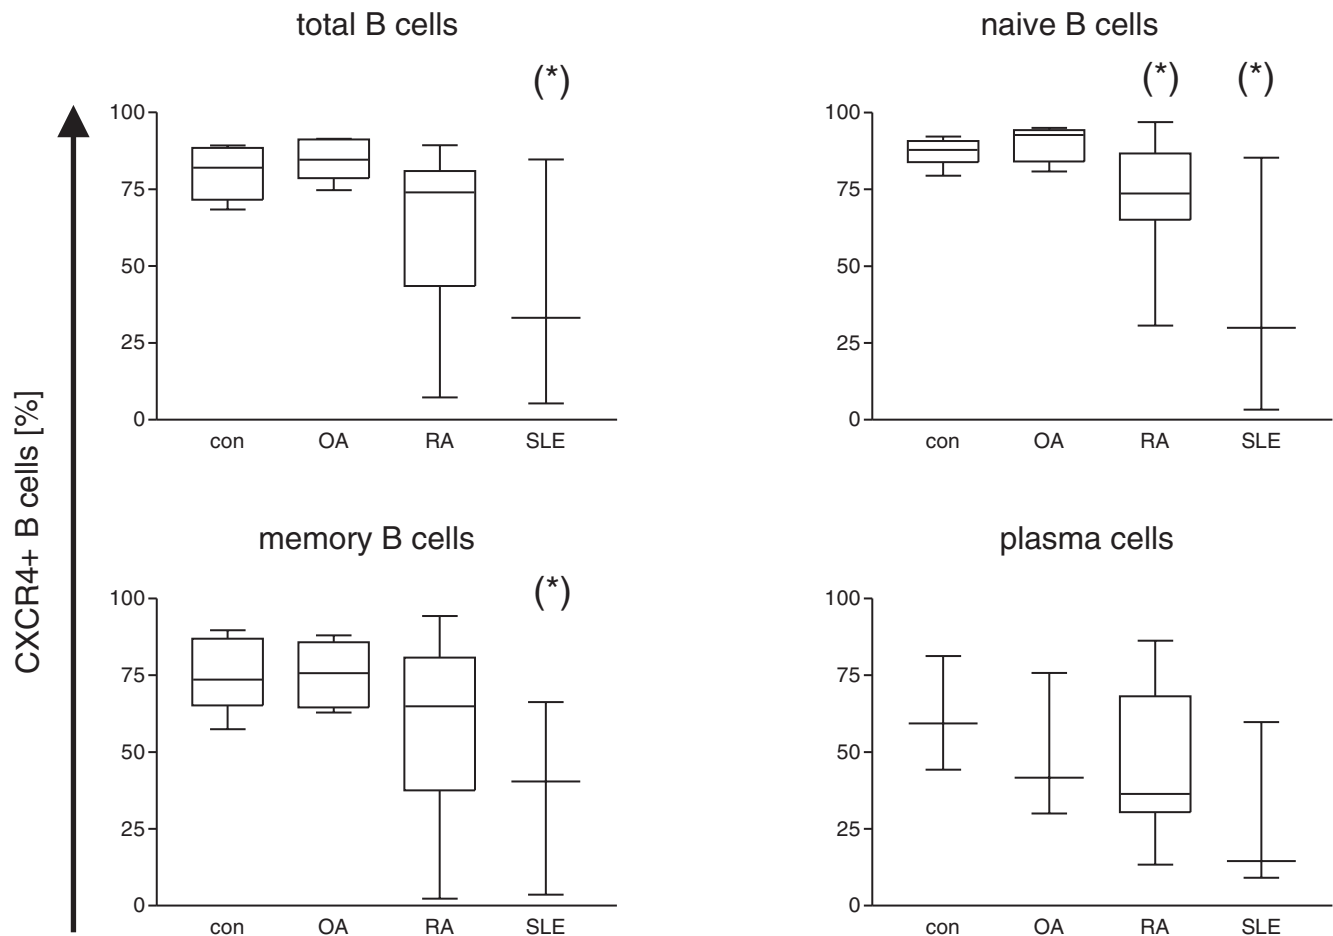 total B cells
(*)
100
75
50
25
0
con OA RA SLE
naive B cells
(*) (*)
100
75
50
25
0
con OA RA SLE
CXCR4+ B cells [%]
memory B cells
(*)
100
75
50
25
0
con OA RA SLE
plasma cells
100
75
50
25
0
con OA RA SLE